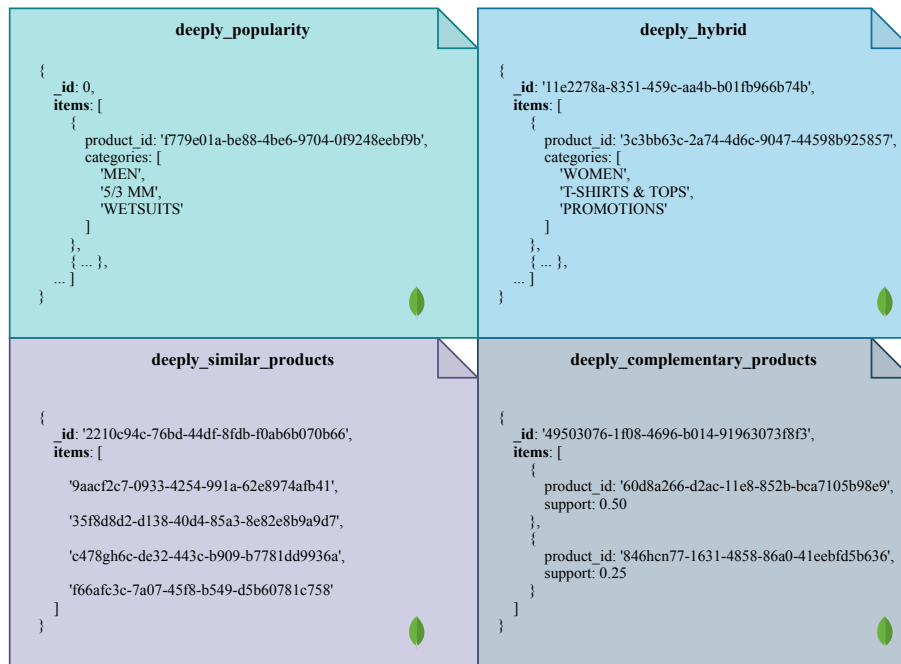 deeply_popularity
{
_id: 0,
items: [
{
product_id: 'f779e01a-be88-4be6-9704-0f9248eebf9b',
categories: [
'MEN',
'5/3 MM',
'WETSUITS'
]
},
{ ... },
... ]
}
deeply_hybrid
{
_id: '11e2278a-8351-459c-aa4b-b01fb966b74b',
items: [
{
product_id: '3c3bb63c-2a74-4d6c-9047-44598b925857',
categories: [
'WOMEN',
'T-SHIRTS & TOPS',
'PROMOTIONS'
]
},
{ ... },
... ]
}
deeply_similar_products
{
_id: '2210c94c-76bd-44df-8fdb-f0ab6b070b66',
items: [
'9aacf2c7-0933-4254-991a-62e8974afb41',
'35f8d8d2-d138-40d4-85a3-8e82e8b9a9d7',
'c478gh6c-de32-443c-b909-b7781dd9936a',
'f66afc3c-7a07-45f8-b549-d5b60781c758'
]
}
deeply_complementary_products
{
_id: '49503076-1f08-4696-b014-91963073f8f3',
items: [
{
product_id: '60d8a266-d2ac-11e8-852b-bca7105b98e9',
support: 0.50
},
{
product_id: '846hcn77-1631-4858-86a0-41eebfd5b636',
support: 0.25
}
]
}